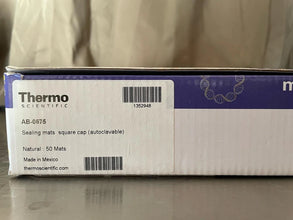 Thermo
SCIENTIFIC
1352948
AB-0675
Sealing mats square cap (autoclavable)
Natural : 50 Mats
Made in Mexico
thermoscientific.com